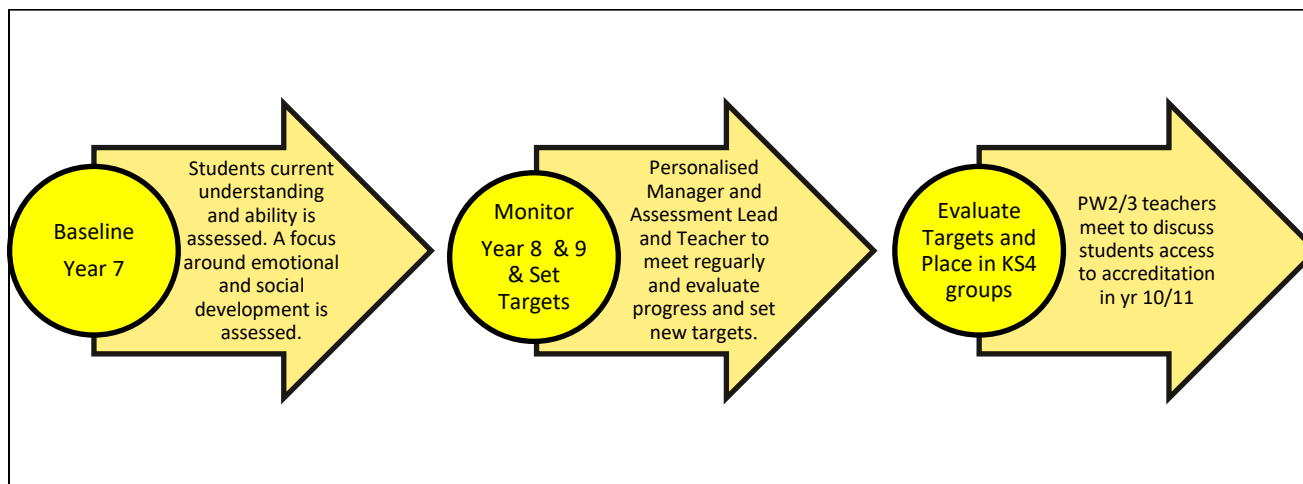 Baseline
Year 7
Students current
understanding
and ability is
assessed. A focus
around emotional
and social
development is
assessed.
Monitor
Year 8 & 9
& Set
Targets
Personalised
Manager and
Assessment Lead
and Teacher to
meet reguarly
and evaluate
progress and set
new targets.
Evaluate
Targets and
Place in KS4
groups
PW2/3 teachers
meet to discuss
students access
to accreditation
in yr 10/11